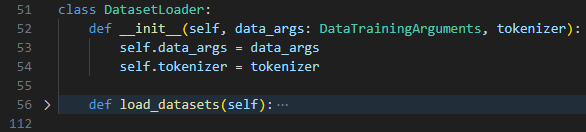 51 class DatasetLoader:
52     def __init__(self, data_args: DataTrainingArguments, tokenizer):
53         self.data_args = data_args
54         self.tokenizer = tokenizer
55
56 >   def load_datasets(self):···
112